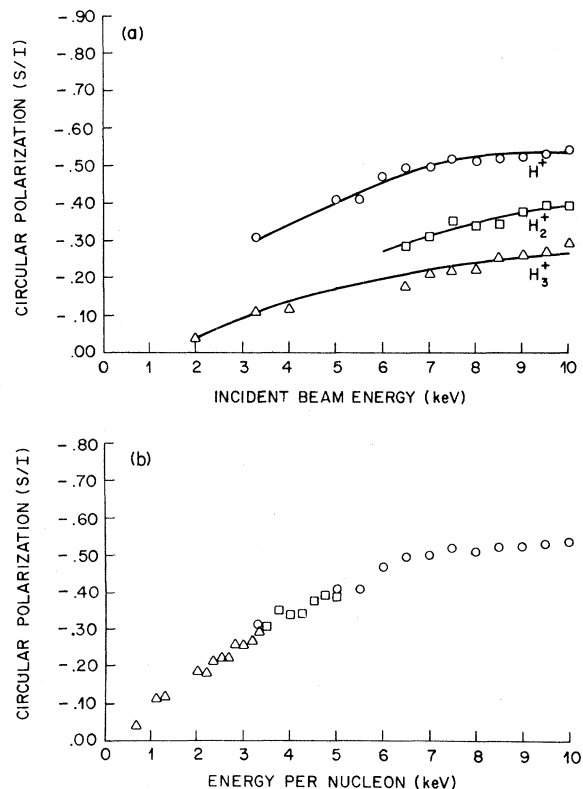 (a)
CIRCULAR POLARIZATION (S/I)
-.90
-.80
-.70
-.60
-.50
-.40
-.30
-.20
-.10
.00
H+
H2+
H3+
0 1 2 3 4 5 6 7 8 9 10
INCIDENT BEAM ENERGY (keV)
(b)
CIRCULAR POLARIZATION (S/I)
-.80
-.70
-.60
-.50
-.40
-.30
-.20
-.10
.00
0 1 2 3 4 5 6 7 8 9 10
ENERGY PER NUCLEON (keV)